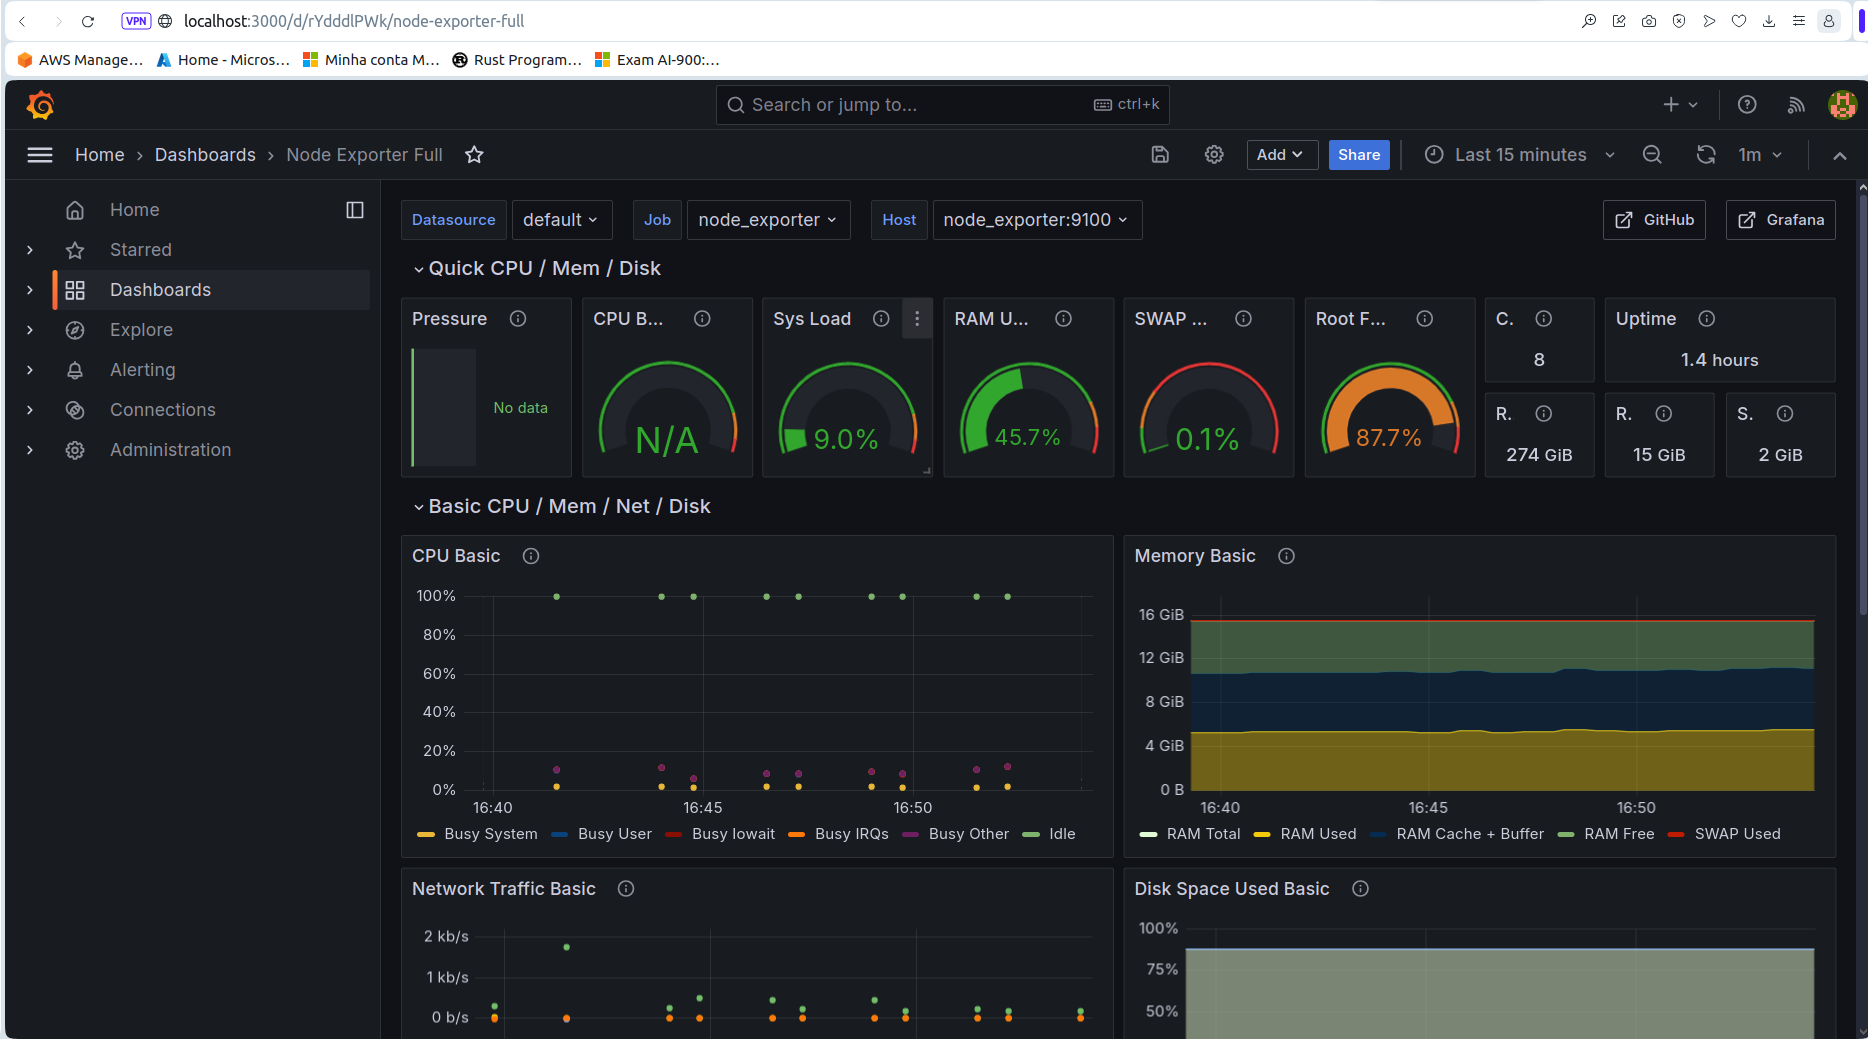 VPN localhost:3000/d/rYdddlPWk/node-exporter-full
AWS Manage... Home - Micros... Minha conta M... Rust Program... Exam AI-900:...
Search or jump to... ctrl+k
Home › Dashboards › Node Exporter Full Add Share Last 15 minutes 1m
Home
Starred
Dashboards
Explore
Alerting
Connections
Administration
Datasource default Job node_exporter Host node_exporter:9100 GitHub Grafana
Quick CPU / Mem / Disk
Pressure CPU B... Sys Load RAM U... SWAP ... Root F... C. Uptime
8 1.4 hours
No data N/A 9.0% 45.7% 0.1% 87.7%
R. R. S.
274 GiB 15 GiB 2 GiB
Basic CPU / Mem / Net / Disk
CPU Basic
100%
80%
60%
40%
20%
0%
16:40 16:45 16:50
Busy System Busy User Busy Iowait Busy IRQs Busy Other Idle
Memory Basic
16 GiB
12 GiB
8 GiB
4 GiB
0 B
16:40 16:45 16:50
RAM Total RAM Used RAM Cache + Buffer RAM Free SWAP Used
Network Traffic Basic
2 kb/s
1 kb/s
0 b/s
Disk Space Used Basic
100%
75%
50%